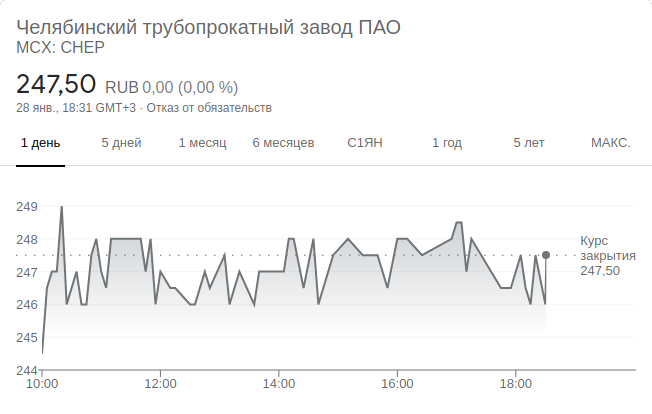 Челябинский трубопрокатный завод ПАО
MCX: CHEP
247,50 RUB 0,00 (0,00 %)
28 янв., 18:31 GMT+3 · Отказ от обязательств
1 день 5 дней 1 месяц 6 месяцев С1ЯН 1 год 5 лет МАКС.
249
248
Курс
закрытия
247,50
247
246
245
244
10:00 12:00 14:00 16:00 18:00